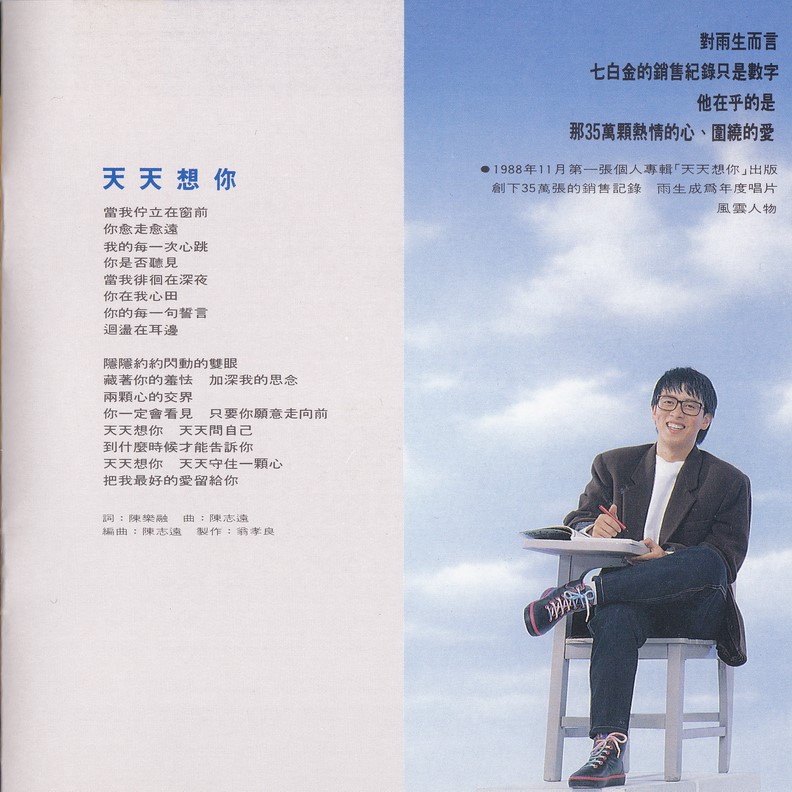 天天想你
當我佇立在窗前
你愈走愈遠
我的每一次心跳
你是否聽見
當我徘徊在深夜
你在我心田
你的每一句誓言
迴盪在耳邊
隱隱約約閃動的雙眼
藏著你的羞怯　加深我的思念
兩顆心的交界
你一定會看見　只要你願意走向前
天天想你　天天問自己
到什麼時候才能告訴你
天天想你　天天守住一顆心
把我最好的愛留給你
詞：陳樂融　曲：陳志遠
編曲：陳志遠　製作：翁孝良
對雨生而言
七白金的銷售紀錄只是數字
他在乎的是
那35萬顆熱情的心、圍繞的愛
●1988年11月第一張個人專輯「天天想你」出版
創下35萬張的銷售記錄　雨生成爲年度唱片
風雲人物